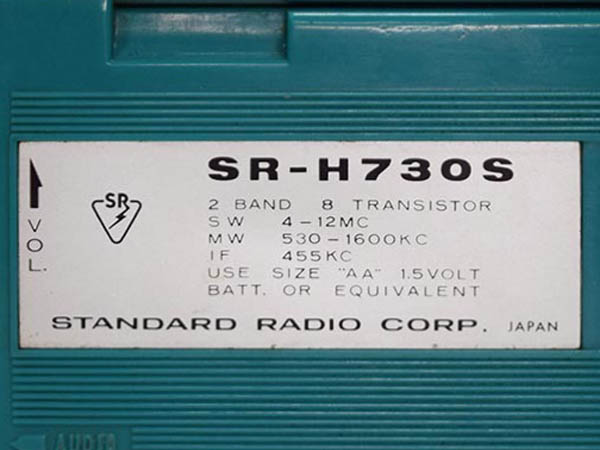 SR-H730S
SR
2 BAND 8 TRANSISTOR
SW 4-12MC
MW 530-1600KC
IF 455KC
USE SIZE "AA" 1.5VOLT
BATT. OR EQUIVALENT
VOL.
STANDARD RADIO CORP. JAPAN